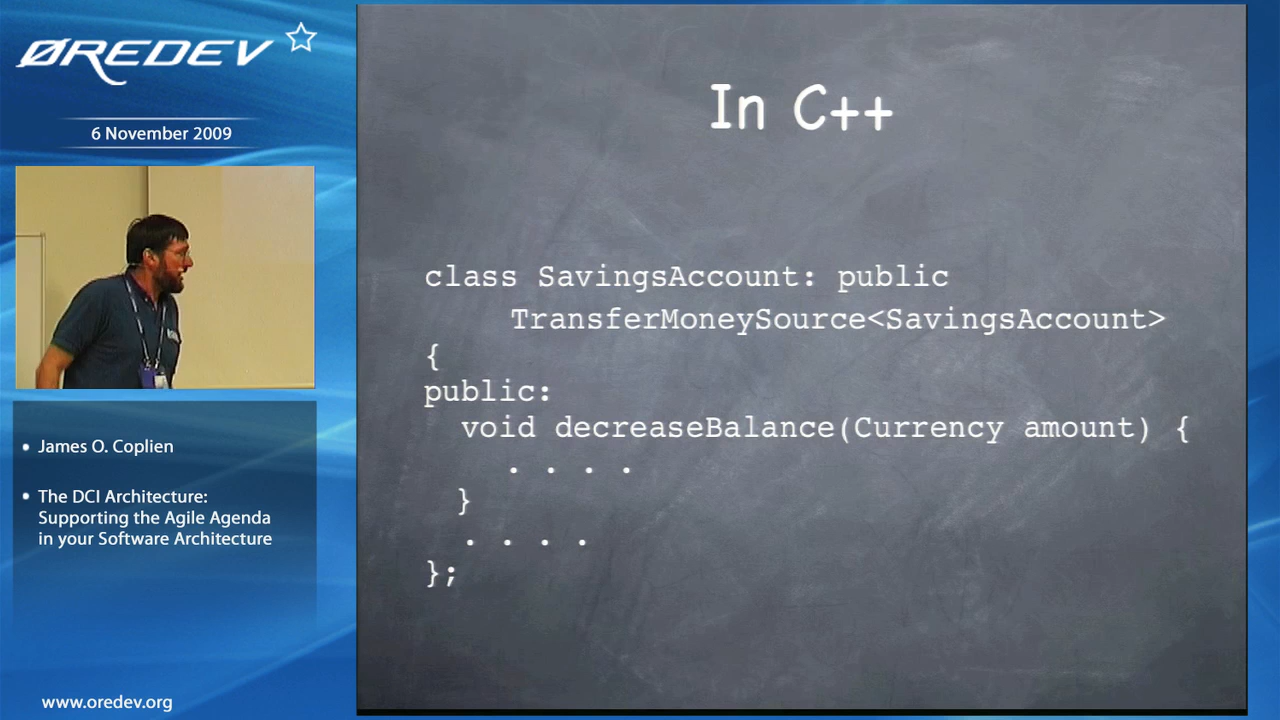 ØREDEV
6 November 2009
James O. Coplien
The DCI Architecture:
Supporting the Agile Agenda
in your Software Architecture
www.oredev.org
In C++
class SavingsAccount: public
TransferMoneySource<SavingsAccount>
{
public:
void decreaseBalance(Currency amount) {
. . . .
}
. . . .
};